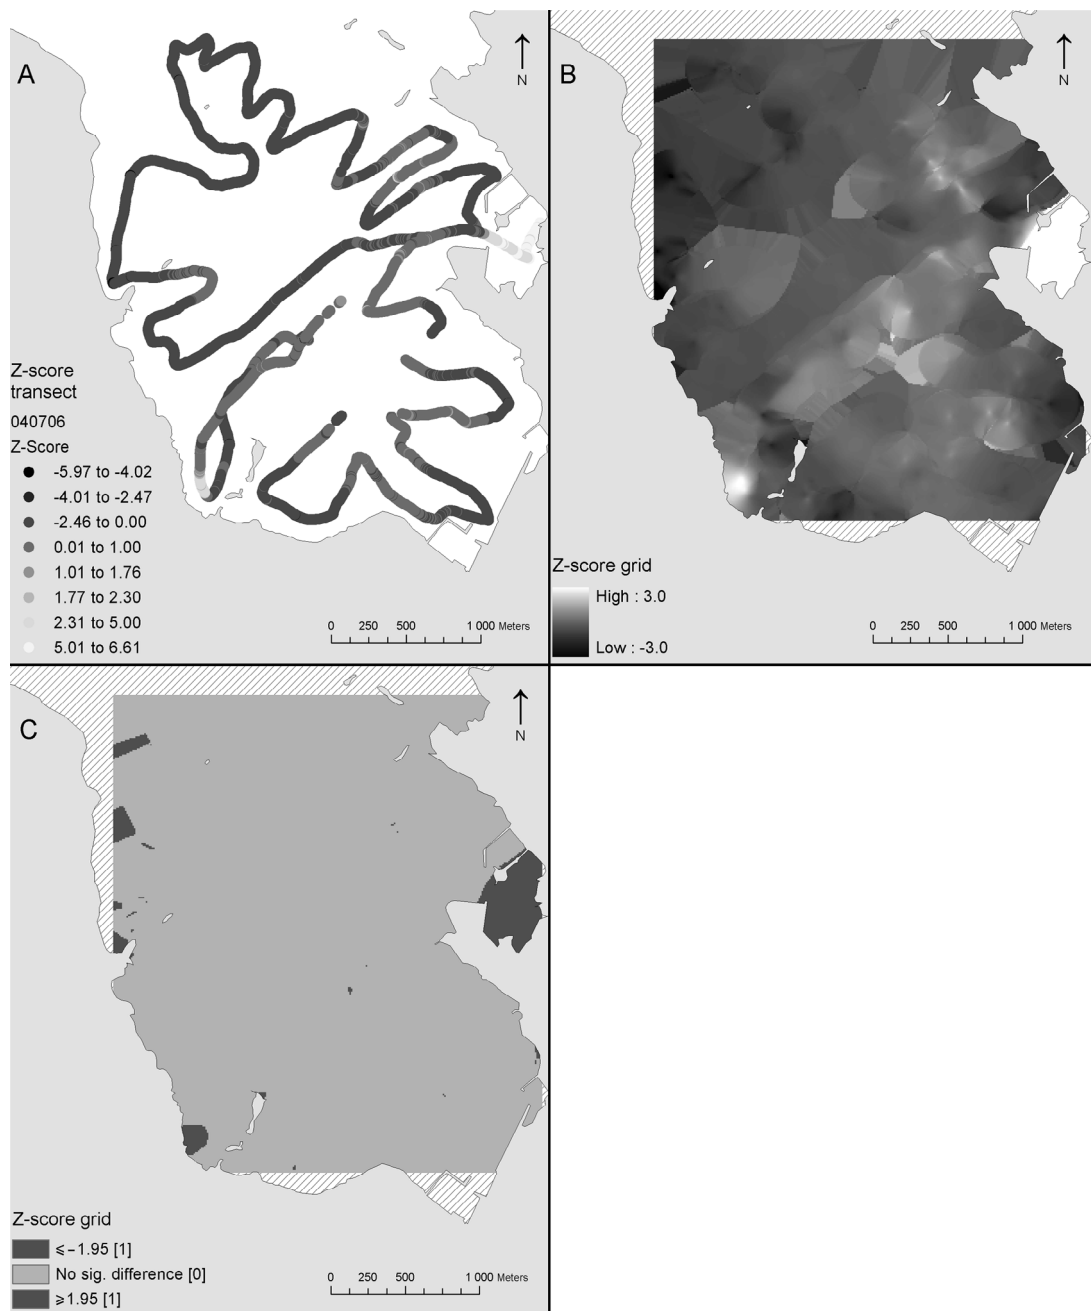 A
N
Z-score
transect
040706
Z-Score
-5.97 to -4.02
-4.01 to -2.47
-2.46 to 0.00
0.01 to 1.00
1.01 to 1.76
1.77 to 2.30
2.31 to 5.00
5.01 to 6.61
0 250 500 1 000 Meters
B
N
Z-score grid
High : 3.0
Low : -3.0
0 250 500 1 000 Meters
C
N
Z-score grid
⩽−1.95 [1]
No sig. difference [0]
⩾1.95 [1]
0 250 500 1 000 Meters